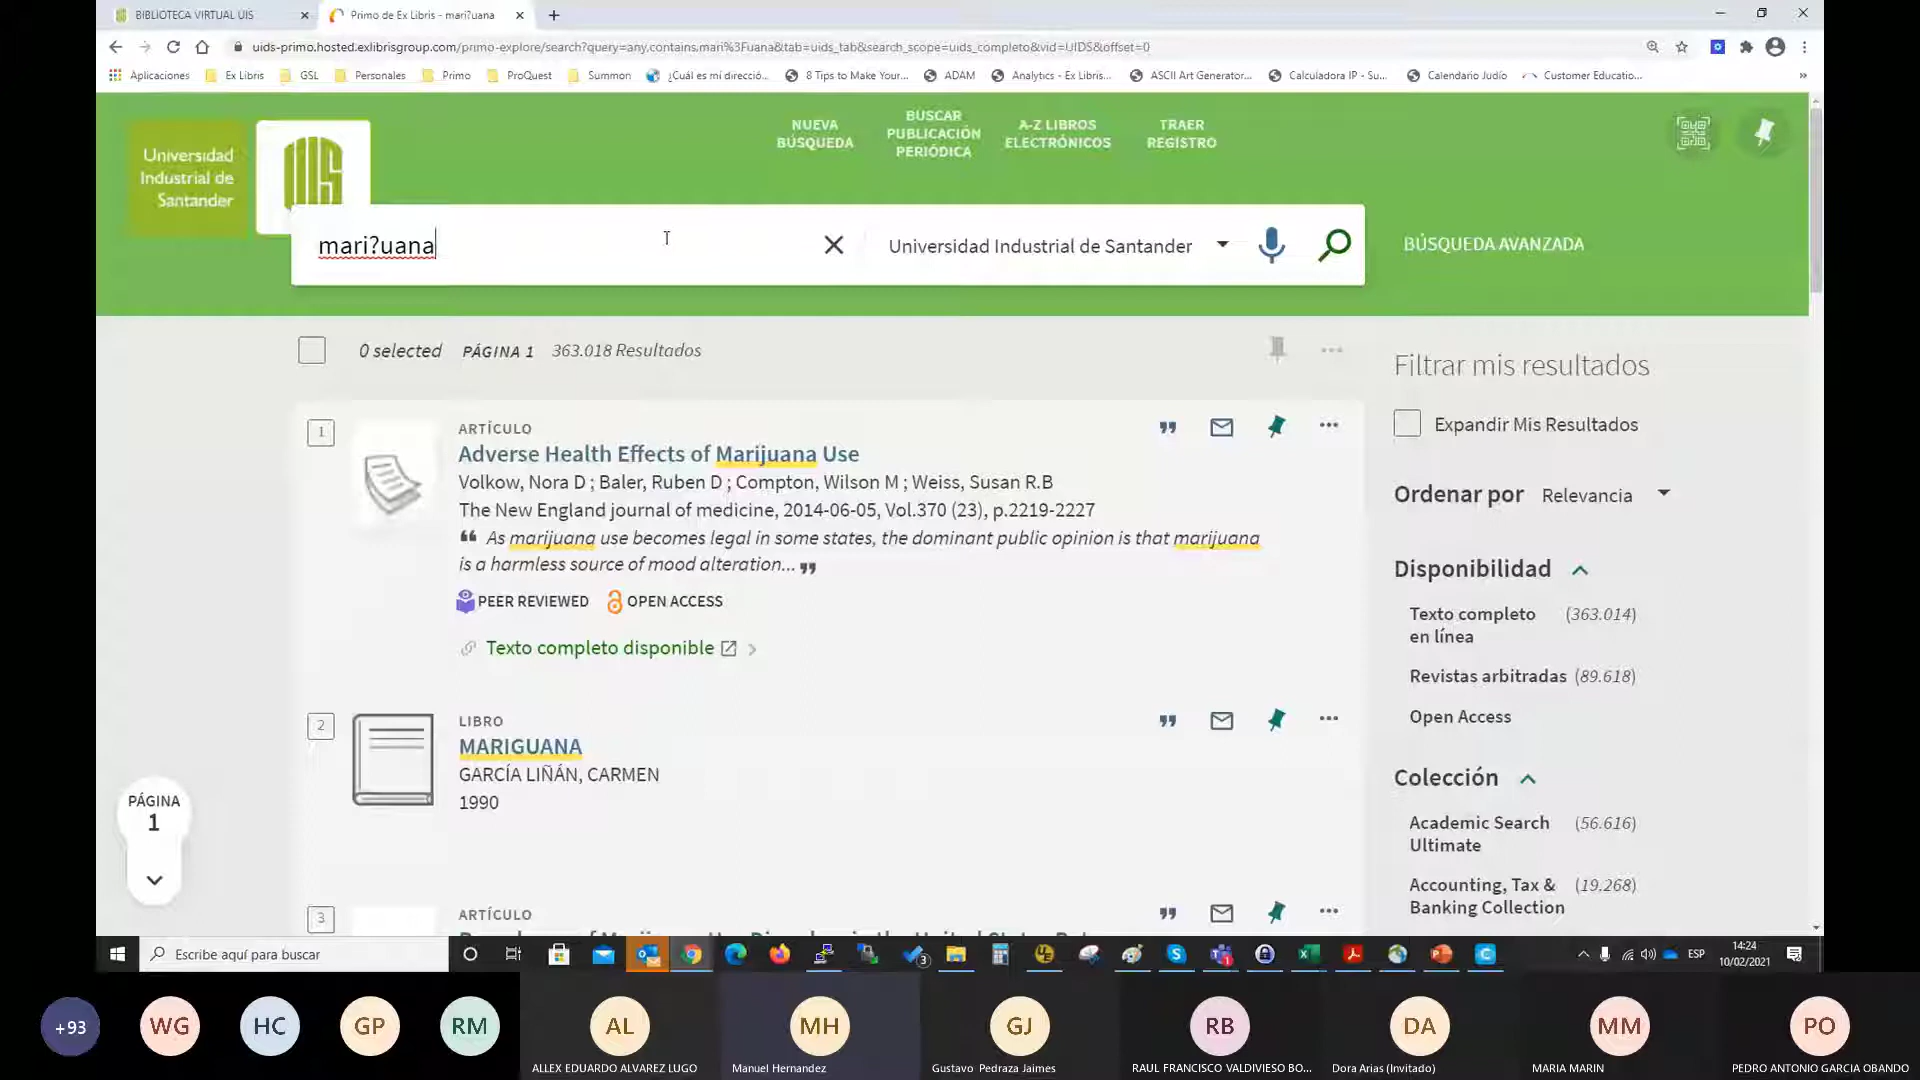 BIBLIOTECA VIRTUAL UIS
Primo de Ex Libris - mari?uana
uids-primo.hosted.exlibrisgroup.com/primo-explore/search?query=any,contains,mari%3Fuana&tab=uids_tab&search_scope=uids_completo&vid=UIDS&offset=0
Aplicaciones Ex Libris GSL Personales Primo ProQuest Summon ¿Cuál es mi direcció... 8 Tips to Make Your... ADAM Analytics - Ex Libris... ASCII Art Generator... Calculadora IP - Su... Calendario Judío Customer Educatio...
Universidad
Industrial de
Santander
UIS
NUEVA
BÚSQUEDA
BUSCAR
PUBLICACIÓN
PERIÓDICA
A-Z LIBROS
ELECTRÓNICOS
TRAER
REGISTRO
mari?uana
Universidad Industrial de Santander
BÚSQUEDA AVANZADA
0 selected PÁGINA 1 363.018 Resultados
1
ARTÍCULO
Adverse Health Effects of Marijuana Use
Volkow, Nora D ; Baler, Ruben D ; Compton, Wilson M ; Weiss, Susan R.B
The New England journal of medicine, 2014-06-05, Vol.370 (23), p.2219-2227
As marijuana use becomes legal in some states, the dominant public opinion is that marijuana
is a harmless source of mood alteration...
PEER REVIEWED OPEN ACCESS
Texto completo disponible
2
LIBRO
MARIGUANA
GARCÍA LIÑÁN, CARMEN
1990
3
ARTÍCULO
PÁGINA
1
Filtrar mis resultados
Expandir Mis Resultados
Ordenar por Relevancia
Disponibilidad
Texto completo (363.014)
en línea
Revistas arbitradas (89.618)
Open Access
Colección
Academic Search (56.616)
Ultimate
Accounting, Tax & (19.268)
Banking Collection
Escribe aquí para buscar
3
ESP
14:24
10/02/2021
+93
WG
HC
GP
RM
AL
MH
GJ
RB
DA
MM
PO
ALLEX EDUARDO ALVAREZ LUGO
Manuel Hernandez
Gustavo Pedraza Jaimes
RAUL FRANCISCO VALDIVIESO BO...
Dora Arias (Invitado)
MARIA MARIN
PEDRO ANTONIO GARCIA OBANDO